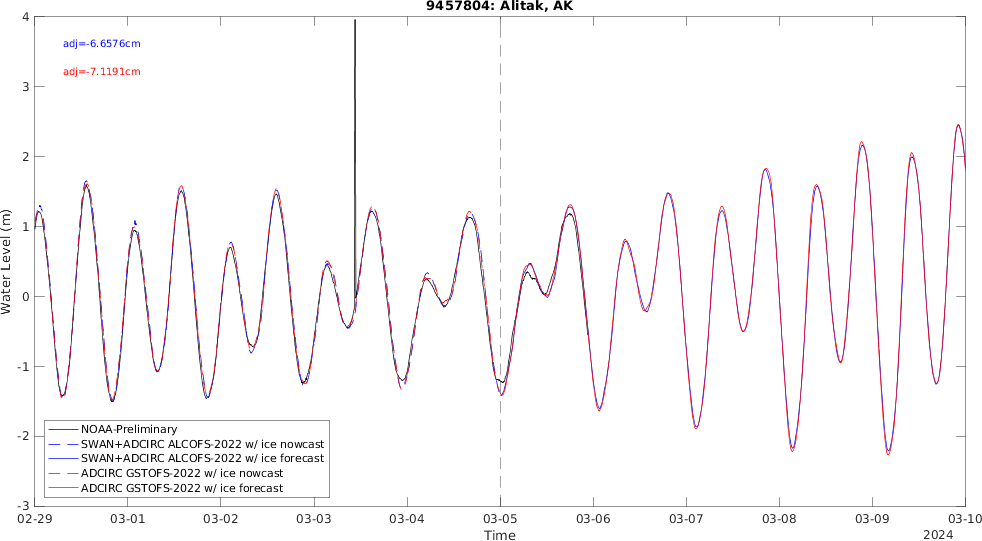 9457804: Alitak, AK
adj=-6.6576cm
adj=-7.1191cm
Water Level (m)
4
3
2
1
0
-1
-2
-3
NOAA-Preliminary
SWAN+ADCIRC ALCOFS-2022 w/ ice nowcast
SWAN+ADCIRC ALCOFS-2022 w/ ice forecast
ADCIRC GSTOFS-2022 w/ ice nowcast
ADCIRC GSTOFS-2022 w/ ice forecast
02-29 03-01 03-02 03-03 03-04 03-05 03-06 03-07 03-08 03-09 03-10
Time
2024